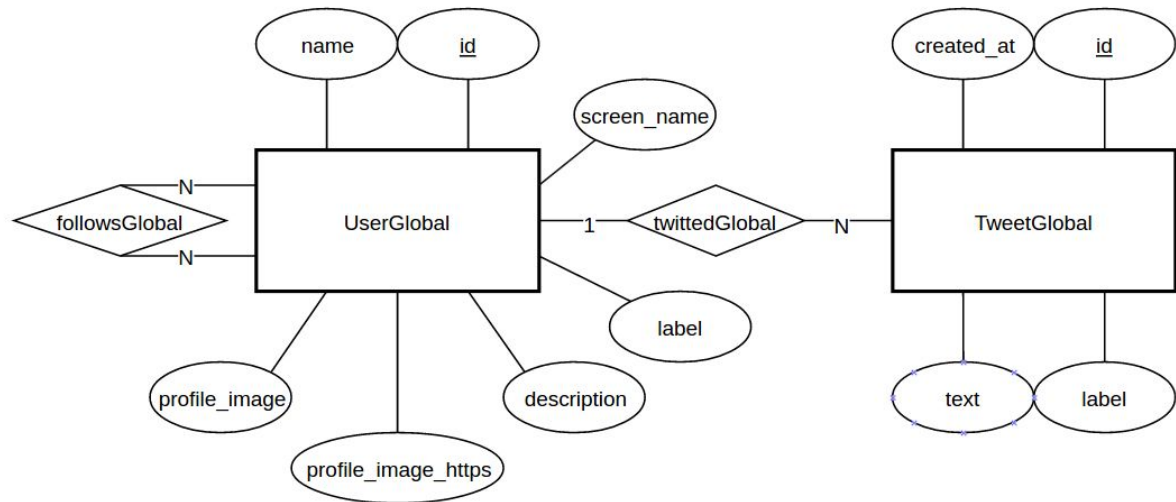 name
id
created_at
id
screen_name
N
followsGlobal
N
UserGlobal
1
twittedGlobal
N
TweetGlobal
label
profile_image
description
text
label
profile_image_https